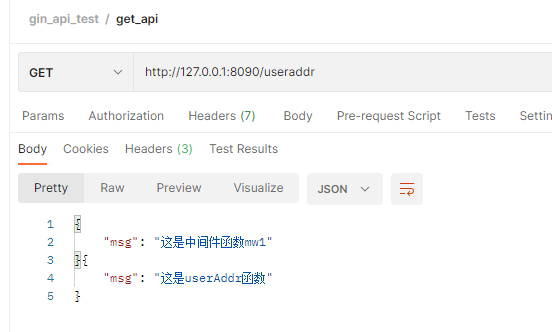 gin_api_test / get_api
GET http://127.0.0.1:8090/useraddr
Params Authorization Headers (7) Body Pre-request Script Tests Settin
Body Cookies Headers (3) Test Results
Pretty Raw Preview Visualize JSON
1 {
2 "msg": "这是中间件函数mw1"
3 }{
4 "msg": "这是userAddr函数"
5 }